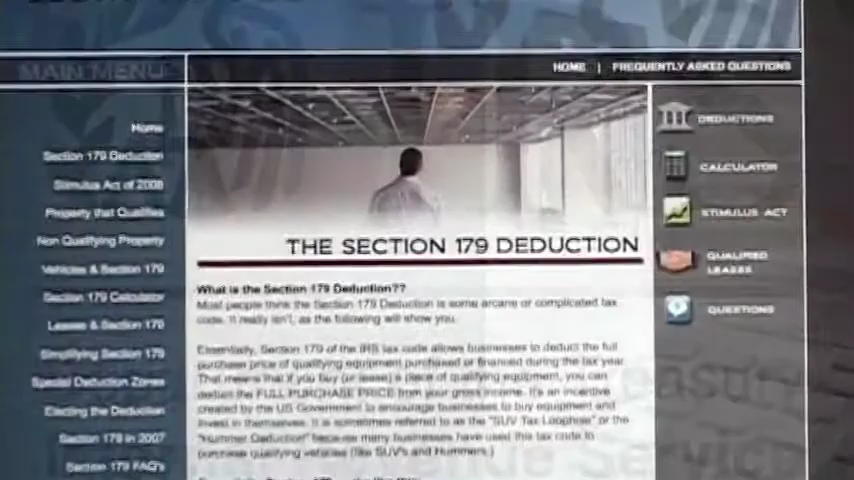 MAIN MENU
HOME | FREQUENTLY ASKED QUESTIONS
Home
Section 179 Deduction
Stimulus Act of 2008
Property that Qualifies
Non Qualifying Property
Vehicles & Section 179
Section 179 Calculator
Leases & Section 179
Simplifying Section 179
Special Deduction Zones
Electing the Deduction
Section 179 in 2007
Section 179 FAQ's
THE SECTION 179 DEDUCTION
What is the Section 179 Deduction??
Most people think the Section 179 Deduction is some arcane or complicated tax
code. It really isn't, as the following will show you.
Essentially, Section 179 of the IRS tax code allows businesses to deduct the full
purchase price of qualifying equipment purchased or financed during the tax year.
That means that if you buy (or lease) a piece of qualifying equipment, you can
deduct the FULL PURCHASE PRICE from your gross income. It's an incentive
created by the US Government to encourage businesses to buy equipment and
invest in themselves. It is sometimes referred to as the "SUV Tax Loophole" or the
"Hummer Deduction" because many businesses have used this tax code to
purchase qualifying vehicles (like SUV's and Hummers.)
DEDUCTIONS
CALCULATOR
STIMULUS ACT
QUALIFIED
LEASES
QUESTIONS
Treasury
Revenue Service